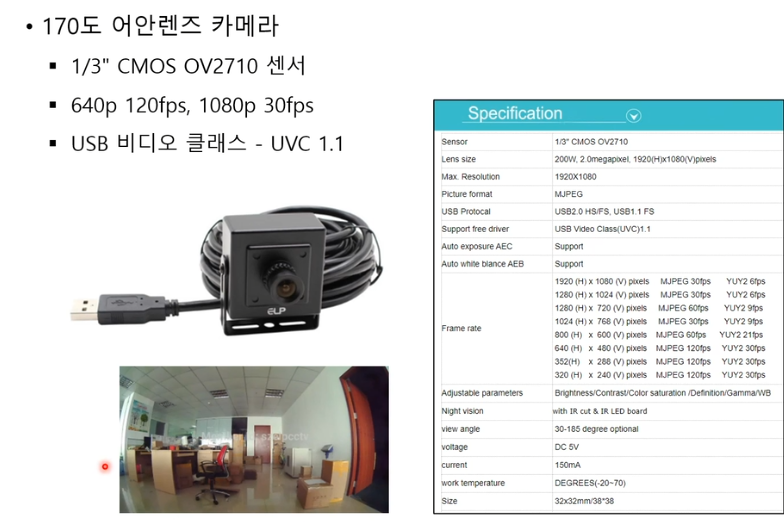 • 170도 어안렌즈 카메라
▪ 1/3" CMOS OV2710 센서
▪ 640p 120fps, 1080p 30fps
▪ USB 비디오 클래스 - UVC 1.1
ELP
Specification
Sensor 1/3" CMOS OV2710
Lens size 200W, 2.0megapixel, 1920(H)x1080(V)pixels
Max. Resolution 1920X1080
Picture format MJPEG
USB Protocal USB2.0 HS/FS, USB1.1 FS
Support free driver USB Video Class(UVC)1.1
Auto exposure AEC Support
Auto white blance AEB Support
Frame rate
1920 (H) x 1080 (V) pixels MJPEG 30fps YUY2 6fps
1280 (H) x 1024 (V) pixels MJPEG 30fps YUY2 6fps
1280 (H) x 720 (V) pixels MJPEG 60fps YUY2 9fps
1024 (H) x 768 (V) pixels MJPEG 30fps YUY2 9fps
800 (H) x 600 (V) pixels MJPEG 60fps YUY2 21fps
640 (H) x 480 (V) pixels MJPEG 120fps YUY2 30fps
352(H) x 288 (V) pixels MJPEG 120fps YUY2 30fps
320 (H) x 240 (V) pixels MJPEG 120fps YUY2 30fps
Adjustable parameters Brightness/Contrast/Color saturation /Definition/Gamma/WB
Night vision with IR cut & IR LED board
view angle 30-185 degree optional
voltage DC 5V
current 150mA
work temperature DEGREES(-20~70)
Size 32x32mm/38*38